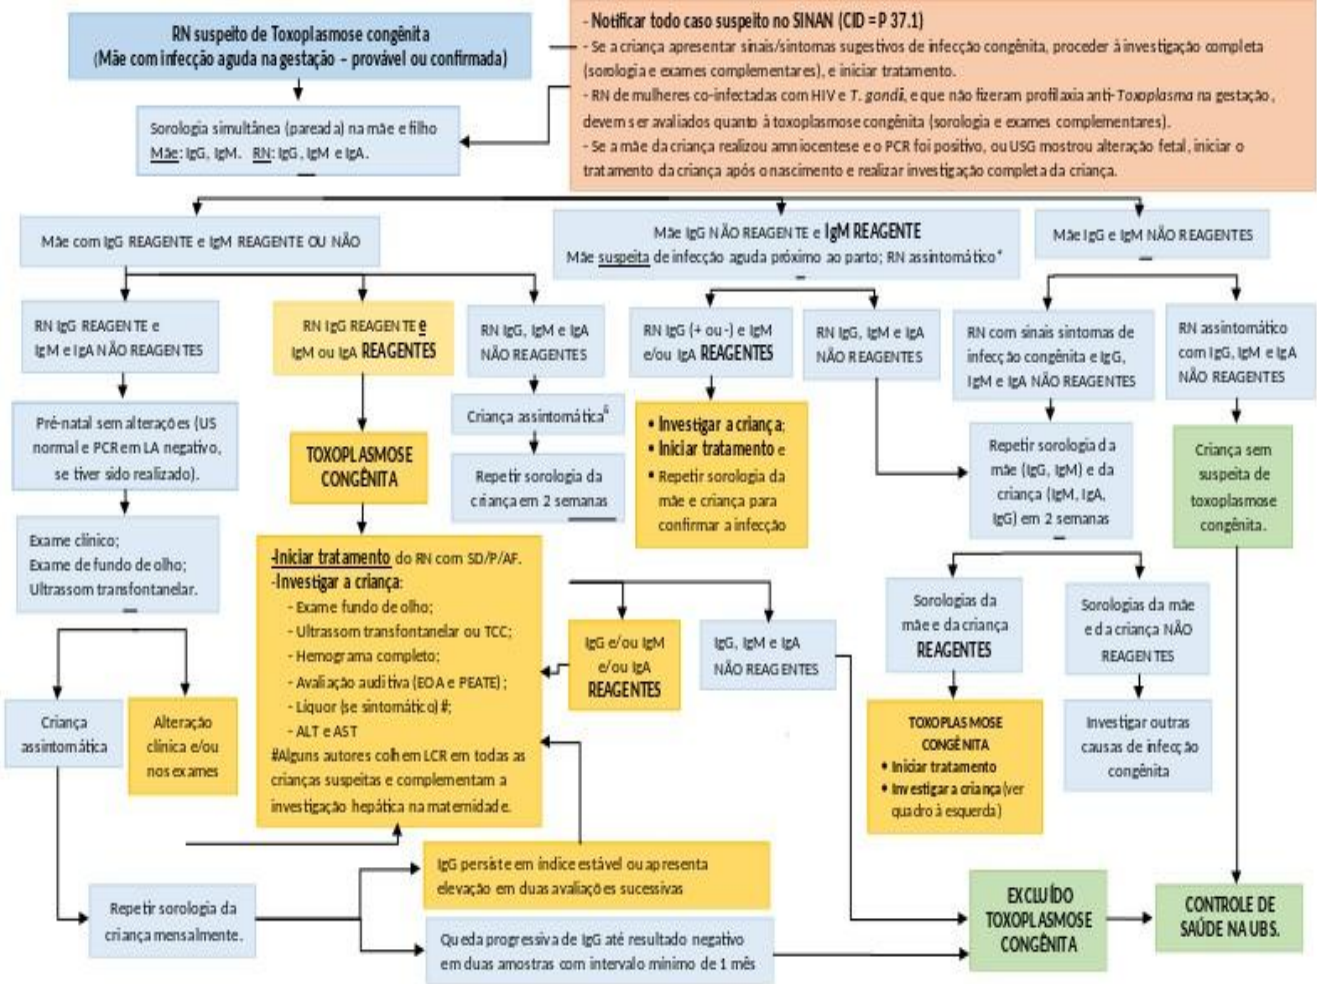 RN suspeito de Toxoplasmose congênita
(Mãe com infecção aguda na gestação – provável ou confirmada)
- Notificar todo caso suspeito no SINAN (CID = P 37.1)
- Se a criança apresentar sinais/sintomas sugestivos de infecção congênita, proceder à investigação completa
(sorologia e exames complementares), e iniciar tratamento.
- RN de mulheres co-infectadas com HIV e T. gondii, e que não fizeram profilaxia anti-Toxoplasma na gestação,
devem ser avaliados quanto à toxoplasmose congênita (sorologia e exames complementares).
- Se a mãe da criança realizou amniocentese e o PCR foi positivo, ou USG mostrou alteração fetal, iniciar o
tratamento da criança após o nascimento e realizar investigação completa da criança.
Sorologia simultânea (pareada) na mãe e filho
Mãe: IgG, IgM. RN: IgG, IgM e IgA.
Mãe com IgG REAGENTE e IgM REAGENTE OU NÃO
Mãe IgG NÃO REAGENTE e IgM REAGENTE
Mãe suspeita de infecção aguda próximo ao parto; RN assintomático*
Mãe IgG e IgM NÃO REAGENTES
RN IgG REAGENTE e
IgM e IgA NÃO REAGENTES
RN IgG REAGENTE e
IgM ou IgA REAGENTES
RN IgG, IgM e IgA
NÃO REAGENTES
RN IgG (+ ou -) e IgM
e/ou IgA REAGENTES
RN IgG, IgM e IgA
NÃO REAGENTES
RN com sinais sintomas de
infecção congênita e IgG,
IgM e IgA NÃO REAGENTES
RN assintomático
com IgG, IgM e IgA
NÃO REAGENTES
Pré-natal sem alterações (US
normal e PCR em LA negativo,
se tiver sido realizado).
TOXOPLASMOSE
CONGÊNITA
Criança assintomática&
Repetir sorologia da
criança em 2 semanas
• Investigar a criança;
• Iniciar tratamento e
• Repetir sorologia da
mãe e criança para
confirmar a infecção
Repetir sorologia da
mãe (IgG, IgM) e da
criança (IgM, IgA,
IgG) em 2 semanas
Criança sem
suspeita de
toxoplasmose
congênita.
Exame clínico;
Exame de fundo de olho;
Ultrassom transfontanelar.
-Iniciar tratamento do RN com SD/P/AF.
-Investigar a criança:
- Exame fundo de olho;
- Ultrassom transfontanelar ou TCC;
- Hemograma completo;
- Avaliação auditiva (EOA e PEATE);
- Líquor (se sintomático)#;
- ALT e AST
#Alguns autores colhem LCR em todas as
crianças suspeitas e complementam a
investigação hepática na maternidade.
IgG e/ou IgM
e/ou IgA
REAGENTES
IgG, IgM e IgA
NÃO REAGENTES
Sorologias da
mãe e da criança
REAGENTES
Sorologias da mãe
e da criança NÃO
REAGENTES
Criança
assintomática
Alteração
clínica e/ou
nos exames
TOXOPLASMOSE
CONGÊNITA
• Iniciar tratamento
• Investigar a criança (ver
quadro à esquerda)
Investigar outras
causas de infecção
congênita
Repetir sorologia da
criança mensalmente.
IgG persiste em índice estável ou apresenta
elevação em duas avaliações sucessivas
Queda progressiva de IgG até resultado negativo
em duas amostras com intervalo mínimo de 1 mês
EXCLUÍDO
TOXOPLASMOSE
CONGÊNITA
CONTROLE DE
SAÚDE NA UBS.